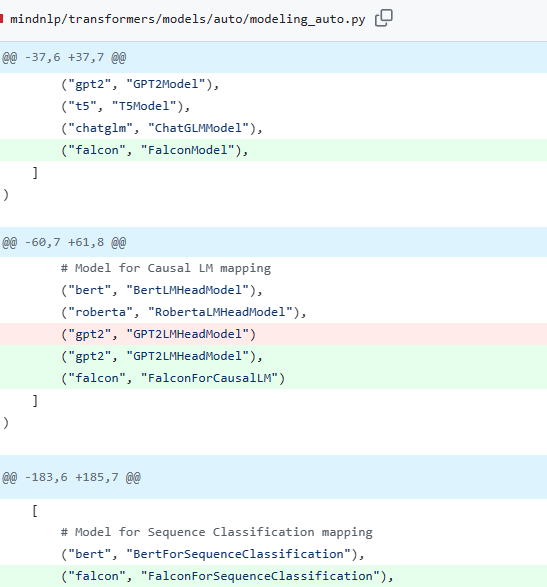 mindnlp/transformers/models/auto/modeling_auto.py
@@ -37,6 +37,7 @@
("gpt2", "GPT2Model"),
("t5", "T5Model"),
("chatglm", "ChatGLMModel"),
("falcon", "FalconModel"),
]
)
@@ -60,7 +61,8 @@
# Model for Causal LM mapping
("bert", "BertLMHeadModel"),
("roberta", "RobertaLMHeadModel"),
("gpt2", "GPT2LMHeadModel")
("gpt2", "GPT2LMHeadModel"),
("falcon", "FalconForCausalLM")
]
)
@@ -183,6 +185,7 @@
[
# Model for Sequence Classification mapping
("bert", "BertForSequenceClassification"),
("falcon", "FalconForSequenceClassification"),